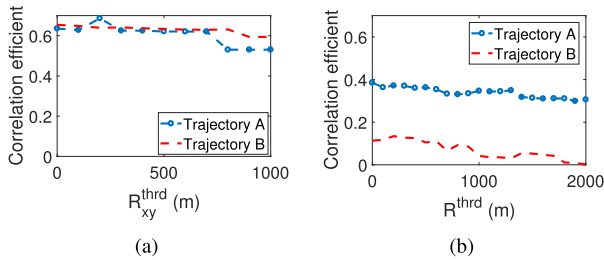 Correlation efficient
0.6
0.4
0.2
0
Trajectory A
Trajectory B
0
500
1000
R_xy^thrd (m)
(a)
Correlation efficient
0.6
0.4
0.2
0
Trajectory A
Trajectory B
0
1000
2000
R^thrd (m)
(b)